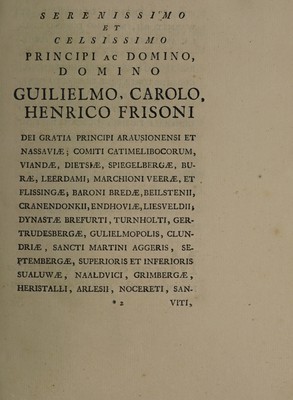 SERENISSIMO
ET
CELSISSIMO
PRINCIPI AC DOMINO,
DOMINO
GUILIELMO, CAROLO,
HENRICO FRISONI
DEI GRATIA PRINCIPI ARAUSIONENSI ET
NASSAVIÆ; COMITI CATIMELIBOCORUM,
VIANDÆ, DIETSIÆ, SPIEGELBERGÆ, BU-
RÆ, LEERDAMI; MARCHIONI VEERÆ, ET
FLISSINGÆ; BARONI BREDÆ, BEILSTENII,
CRANENDONKII, ENDHOVIÆ, LIESVELDII;
DYNASTÆ BREFURTI, TURNHOLTI, GER-
TRUDESBERGÆ, GULIELMOPOLIS, CLUN-
DRIÆ, SANCTI MARTINI AGGERIS, SE-
PTEMBERGÆ, SUPERIORIS ET INFERIORIS
SUALUWÆ, NAALDVICI, GRIMBERGÆ,
HERISTALLI, ARLESII, NOCERETI, SAN-
* 2 VITI,